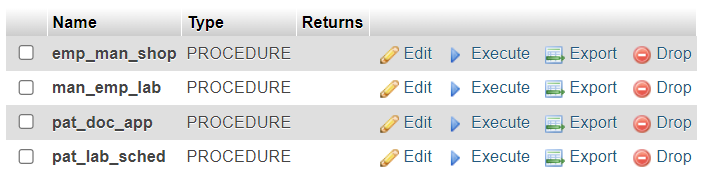 Name Type Returns
emp_man_shop PROCEDURE Edit Execute Export Drop
man_emp_lab PROCEDURE Edit Execute Export Drop
pat_doc_app PROCEDURE Edit Execute Export Drop
pat_lab_sched PROCEDURE Edit Execute Export Drop